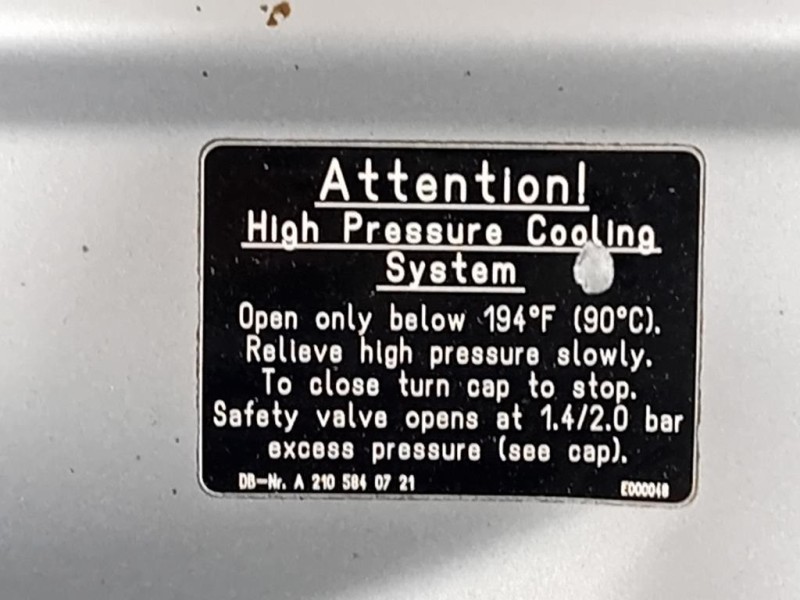 Attention!
High Pressure Cooling
System
Open only below 194°F (90°C).
Relieve high pressure slowly.
To close turn cap to stop.
Safety valve opens at 1.4/2.0 bar
excess pressure (see cap).
DB-Nr. A 210 584 07 21
E000048